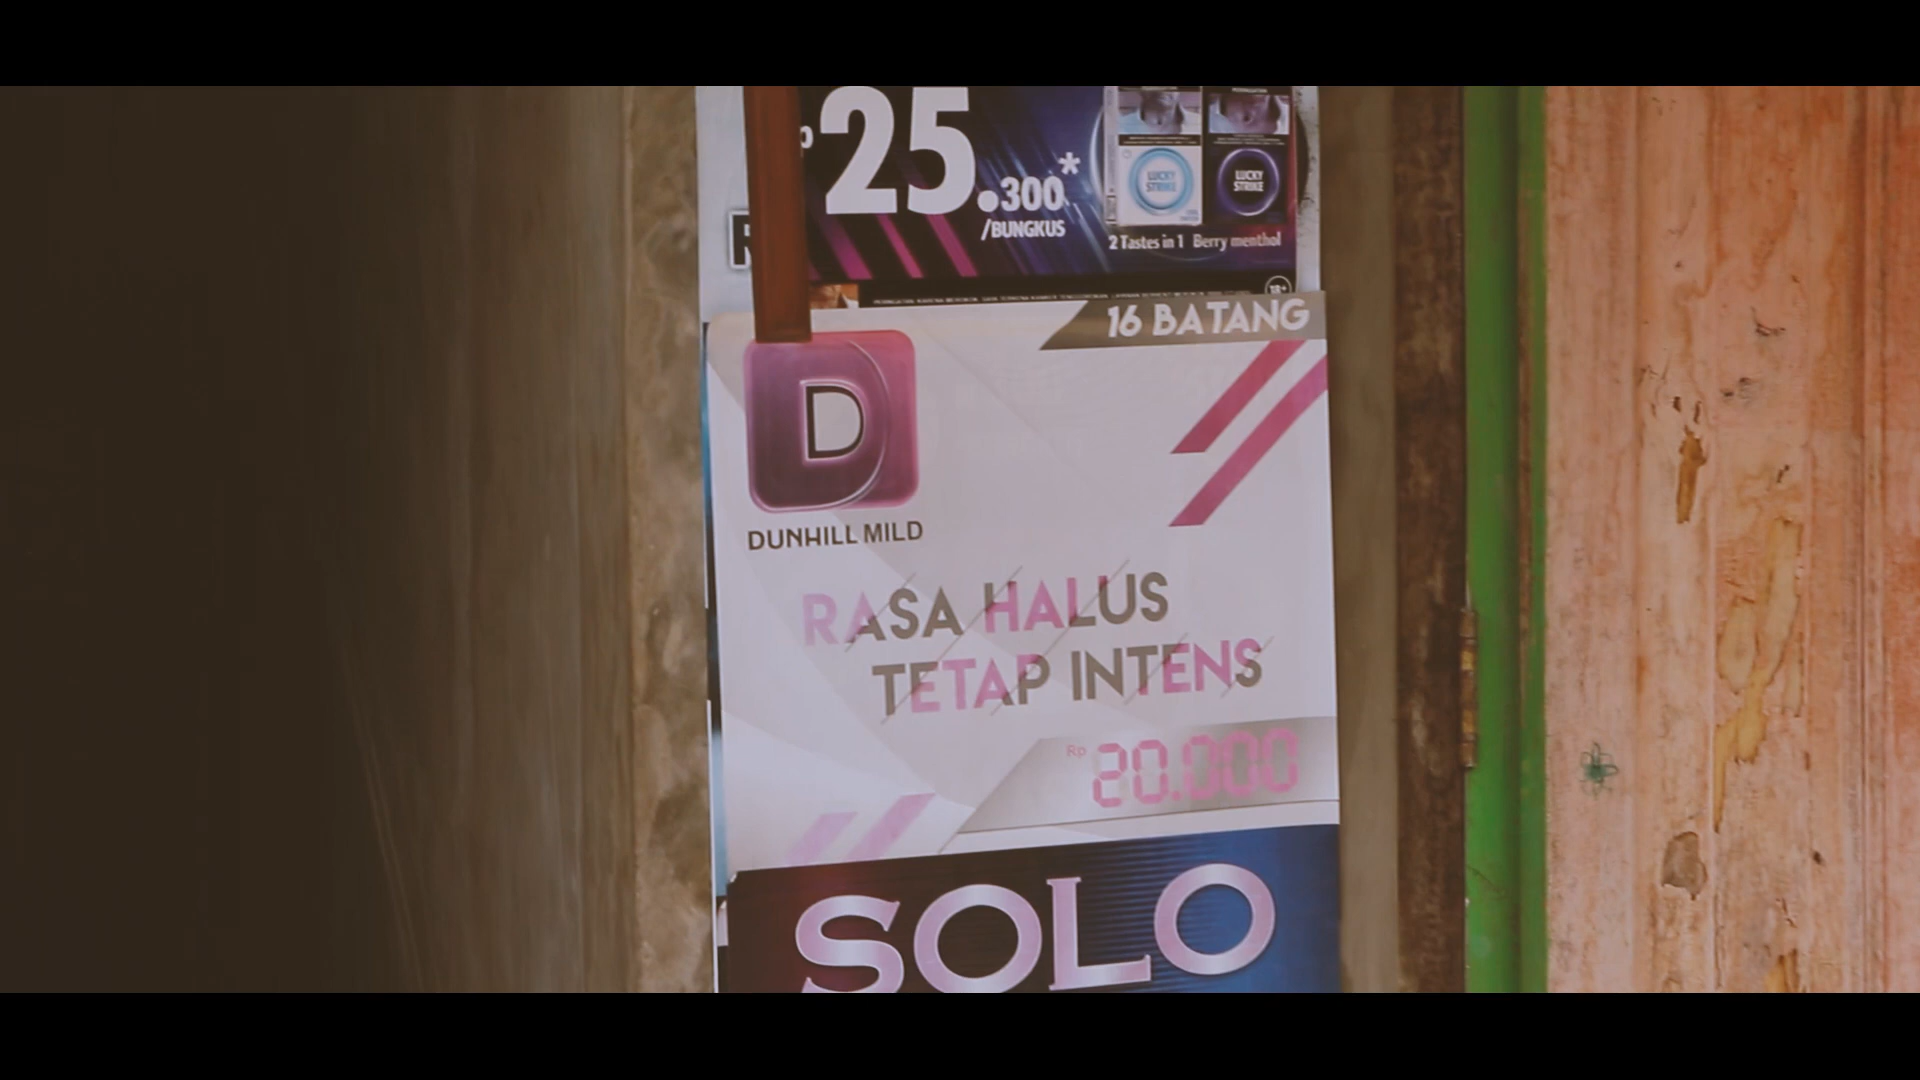 25.300*
/BUNGKUS
LUCKY STRIKE
LUCKY STRIKE
2 Tastes in 1 Berry menthol
18+
16 BATANG
D
DUNHILL MILD
RASA HALUS
TETAP INTENS
Rp 20.000
SOLO